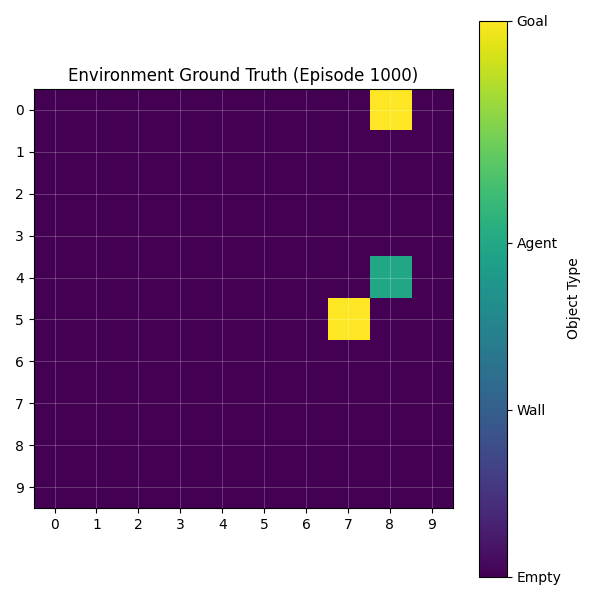 Environment Ground Truth (Episode 1000)
0
1
2
3
4
5
6
7
8
9
0 1 2 3 4 5 6 7 8 9
Goal
Agent
Wall
Empty
Object Type